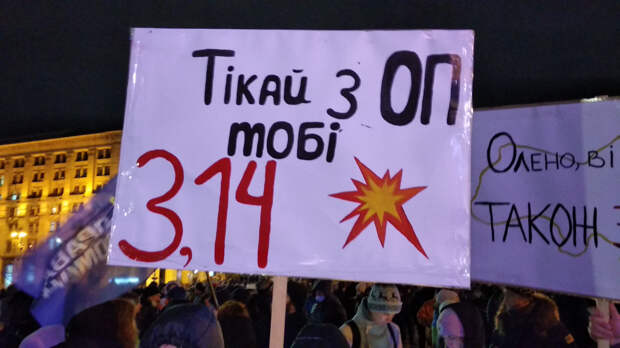 Тікай з ОП
тобі
3,14
Олено, ві
ТАКОЖ З